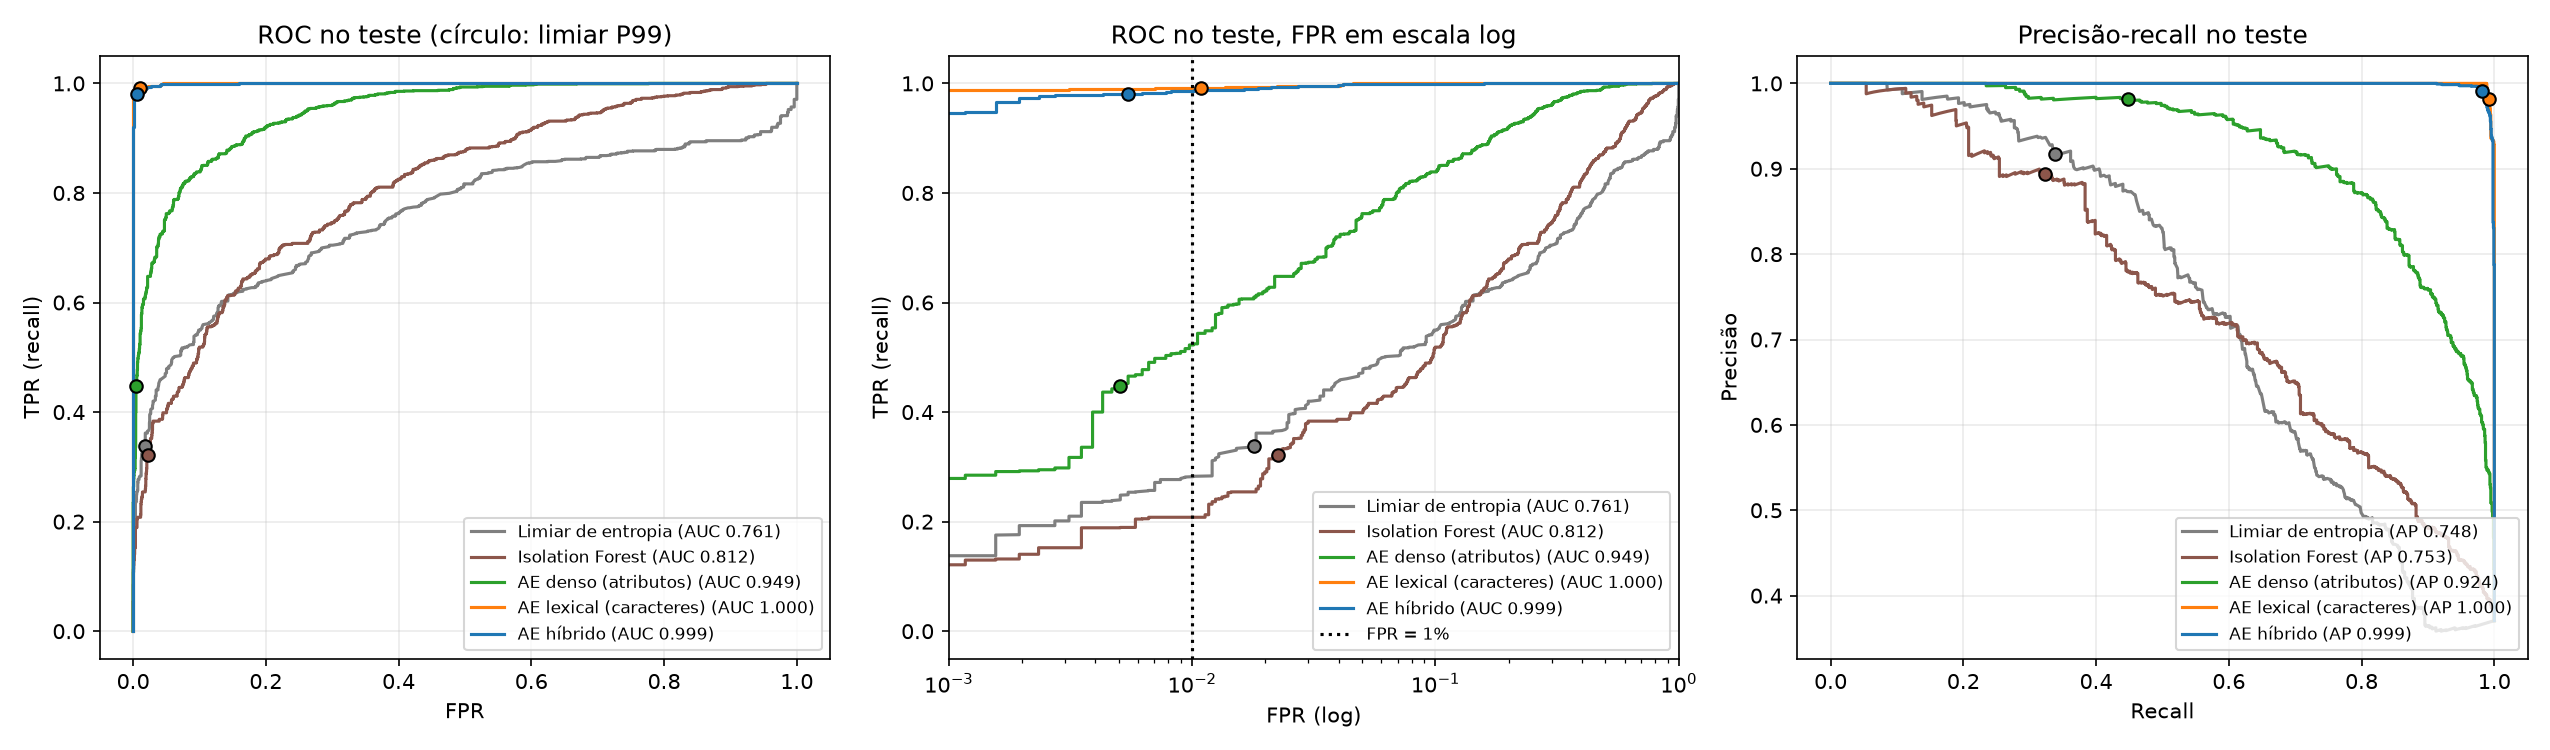 ROC no teste (círculo: limiar P99)
TPR (recall)
1.0
0.8
0.6
0.4
0.2
0.0
0.0 0.2 0.4 0.6 0.8 1.0
FPR
Limiar de entropia (AUC 0.761)
Isolation Forest (AUC 0.812)
AE denso (atributos) (AUC 0.949)
AE lexical (caracteres) (AUC 1.000)
AE híbrido (AUC 0.999)
ROC no teste, FPR em escala log
TPR (recall)
1.0
0.8
0.6
0.4
0.2
0.0
10⁻³ 10⁻² 10⁻¹ 10⁰
FPR (log)
Limiar de entropia (AUC 0.761)
Isolation Forest (AUC 0.812)
AE denso (atributos) (AUC 0.949)
AE lexical (caracteres) (AUC 1.000)
AE híbrido (AUC 0.999)
FPR = 1%
Precisão-recall no teste
Precisão
1.0
0.9
0.8
0.7
0.6
0.5
0.4
0.0 0.2 0.4 0.6 0.8 1.0
Recall
Limiar de entropia (AP 0.748)
Isolation Forest (AP 0.753)
AE denso (atributos) (AP 0.924)
AE lexical (caracteres) (AP 1.000)
AE híbrido (AP 0.999)